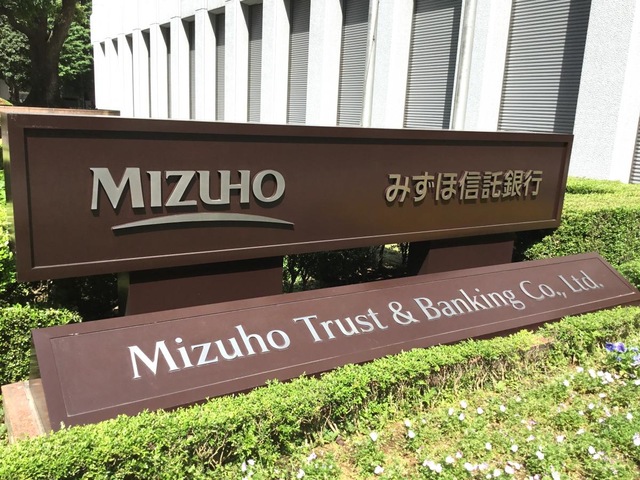 MIZUHO みずほ信託銀行
Mizuho Trust & Banking Co., Ltd.